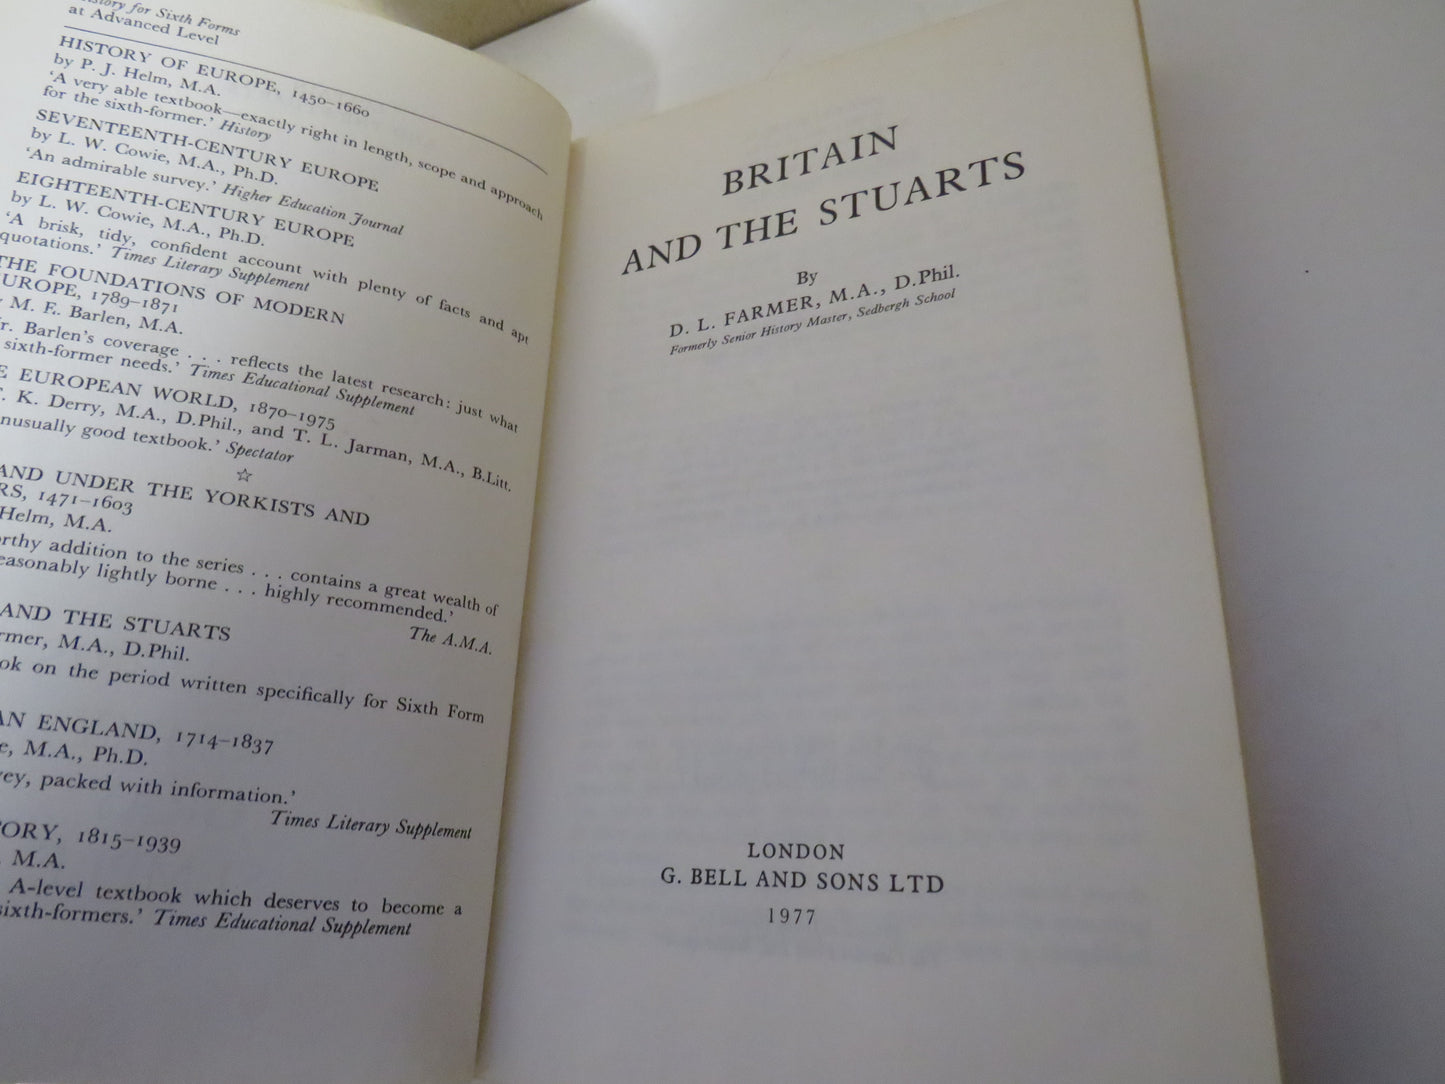 History for Sixth Forms
at Advanced Level
HISTORY OF EUROPE, 1450–1660
by P. J. Helm, M.A.
‘A very able textbook—exactly right in length, scope and approach
for the sixth-former.’ History
SEVENTEENTH-CENTURY EUROPE
by L. W. Cowie, M.A., Ph.D.
‘An admirable survey.’ Higher Education Journal
EIGHTEENTH-CENTURY EUROPE
by L. W. Cowie, M.A., Ph.D.
‘A brisk, tidy, confident account with plenty of facts and apt
quotations.’ Times Literary Supplement
THE FOUNDATIONS OF MODERN
EUROPE, 1789–1871
M. E. Barlen, M.A.
Barlen's coverage . . . reflects the latest research: just what
sixth-former needs.’ Times Educational Supplement
EUROPEAN WORLD, 1870–1975
K. Derry, M.A., D.Phil., and T. L. Jarman, M.A., B.Litt.
nusually good textbook.’ Spectator
☆
AND UNDER THE YORKISTS AND
RS, 1471–1603
Helm, M.A.
orthy addition to the series . . . contains a great wealth of
easonably lightly borne . . . highly recommended.’
The A.M.A.
AND THE STUARTS
rmer, M.A., D.Phil.
ok on the period written specifically for Sixth Form
AN ENGLAND, 1714–1837
e, M.A., Ph.D.
vey, packed with information.’
Times Literary Supplement
ORY, 1815–1939
M.A.
A-level textbook which deserves to become a
sixth-formers.’ Times Educational Supplement
BRITAIN
AND THE STUARTS
By
D. L. FARMER, M.A., D.Phil.
Formerly Senior History Master, Sedbergh School
LONDON
G. BELL AND SONS LTD
1977